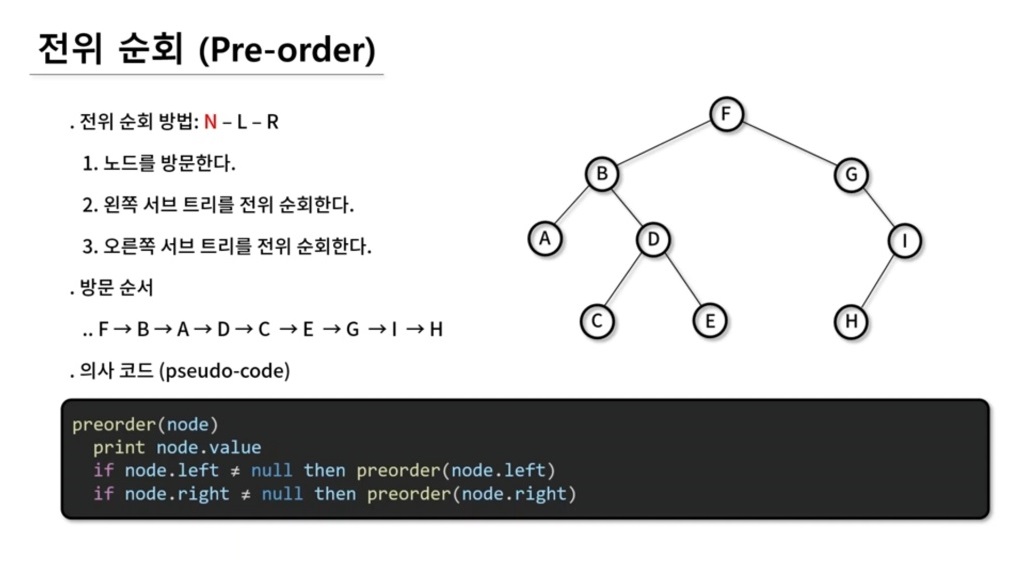 전위 순회 (Pre-order)
. 전위 순회 방법: N – L – R
1. 노드를 방문한다.
2. 왼쪽 서브 트리를 전위 순회한다.
3. 오른쪽 서브 트리를 전위 순회한다.
. 방문 순서
.. F → B → A → D → C → E → G → I → H
. 의사 코드 (pseudo-code)
preorder(node)
print node.value
if node.left ≠ null then preorder(node.left)
if node.right ≠ null then preorder(node.right)
F
B
G
A
D
I
C
E
H